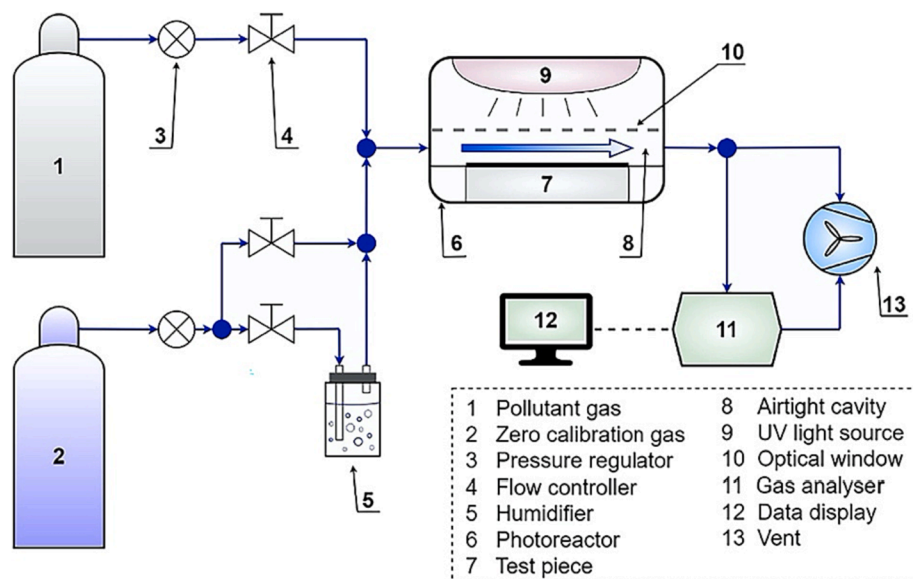 9
10
3
4
1
7
6
8
13
12
11
2
5
1 Pollutant gas
2 Zero calibration gas
3 Pressure regulator
4 Flow controller
5 Humidifier
6 Photoreactor
7 Test piece
8 Airtight cavity
9 UV light source
10 Optical window
11 Gas analyser
12 Data display
13 Vent